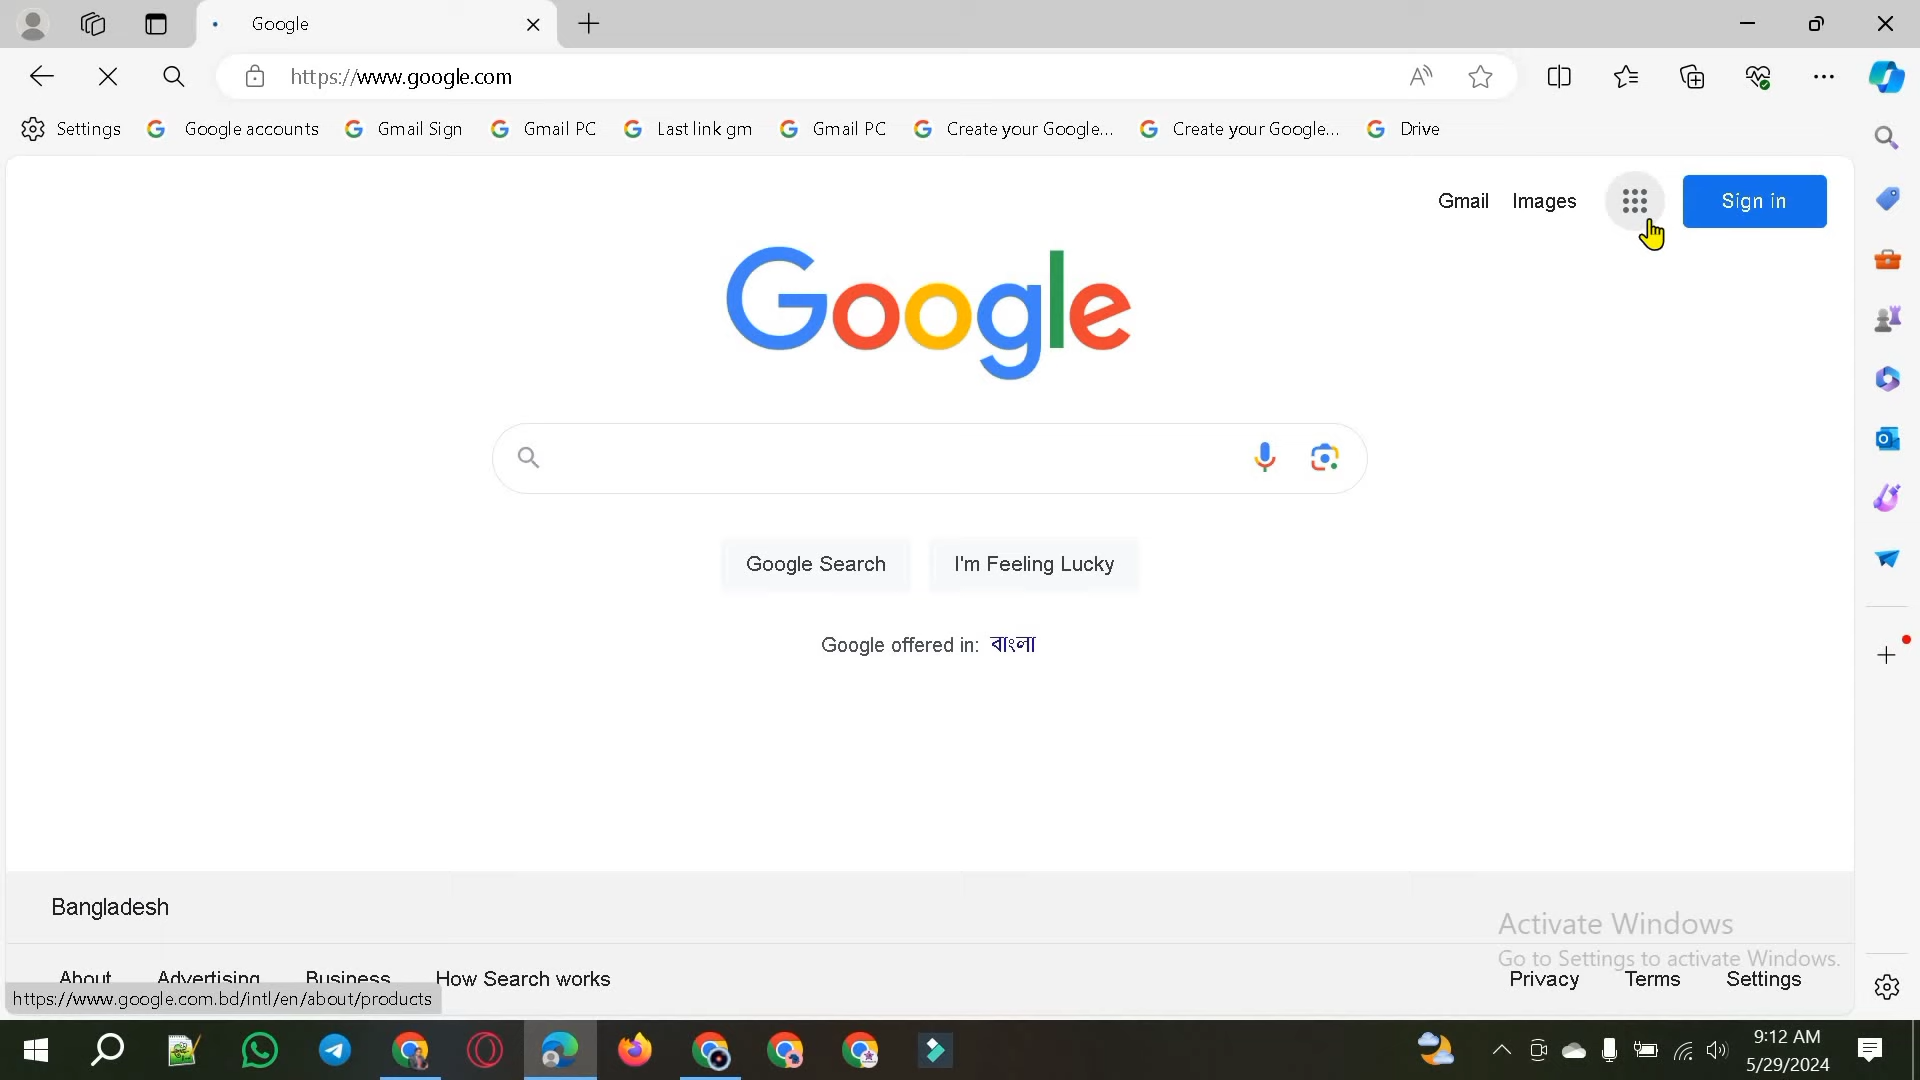 Google
https://www.google.com
Settings Google accounts Gmail Sign Gmail PC Last link gm Gmail PC Create your Google... Create your Google... Drive
Gmail Images Sign in
Google
Google Search I'm Feeling Lucky
Google offered in: বাংলা
Bangladesh
Activate Windows
Go to Settings to activate Windows.
About Advertising Business How Search works Privacy Terms Settings
https://www.google.com.bd/intl/en/about/products
9:12 AM
5/29/2024